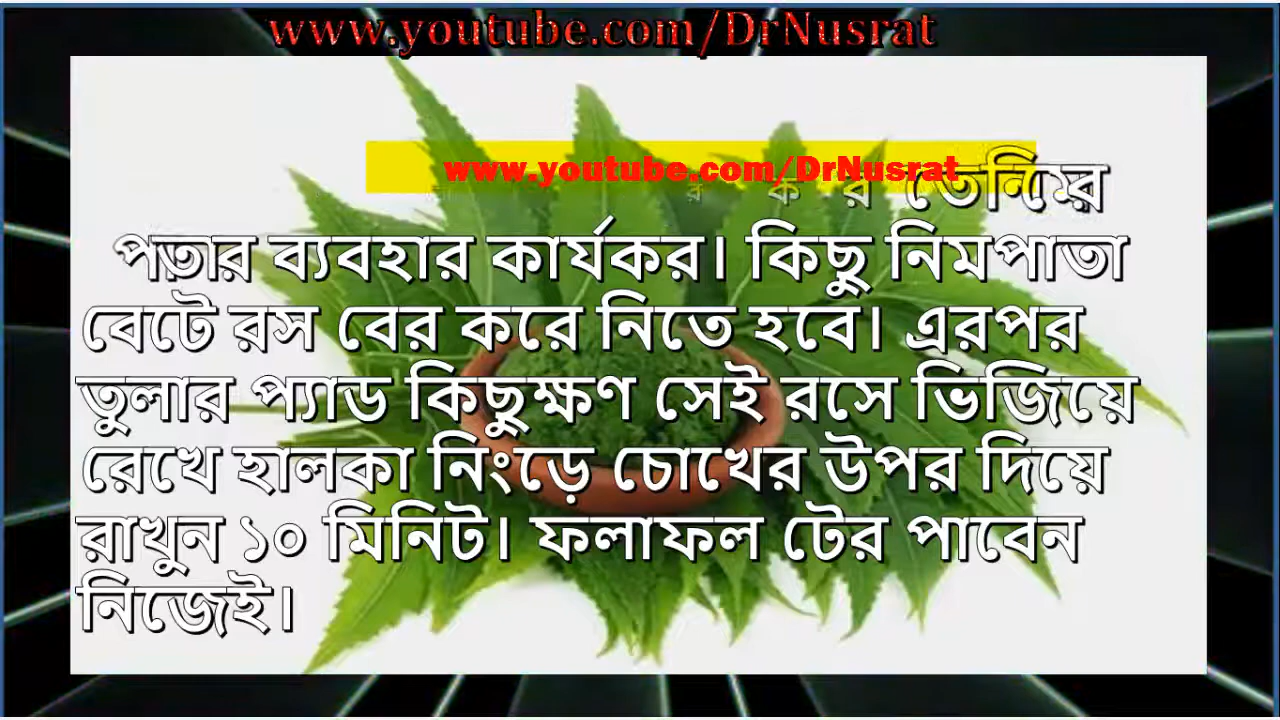 www.youtube.com/DrNusrat
www.youtube.com/DrNusrat
ব্যবহার কার্যকর। কিছু নিমপাতা
বেটে রস বের করে নিতে হবে। এরপর
তুলার প্যাড কিছুক্ষণ সেই রসে ভিজিয়ে
রেখে হালকা নিংড়ে চোখের উপর দিয়ে
রাখুন ১০ মিনিট। ফলাফল টের পাবেন
নিজেই।